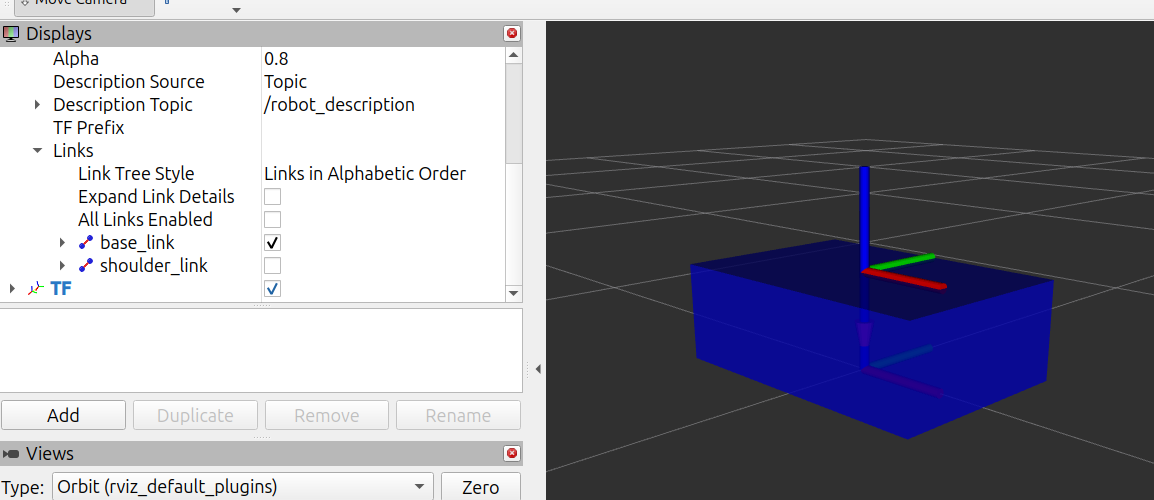 Move Camera
Displays
Alpha 0.8
Description Source Topic
Description Topic /robot_description
TF Prefix
Links
Link Tree Style Links in Alphabetic Order
Expand Link Details
All Links Enabled
base_link
shoulder_link
TF
Add Duplicate Remove Rename
Views
Type: Orbit (rviz_default_plugins) Zero